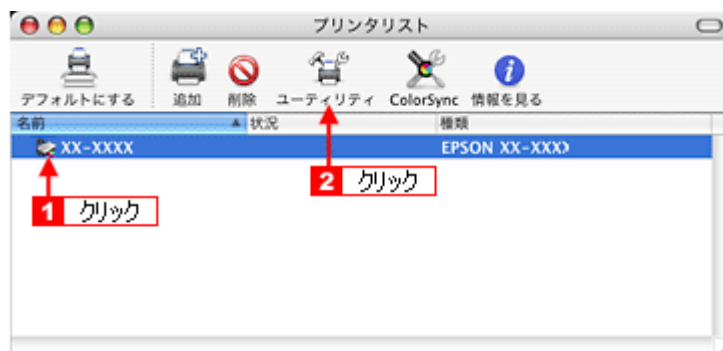 プリンタリスト
デフォルトにする 追加 削除 ユーティリティ ColorSync 情報を見る
名前 状況 種類
XX-XXXX EPSON XX-XXX
2 クリック
1 クリック